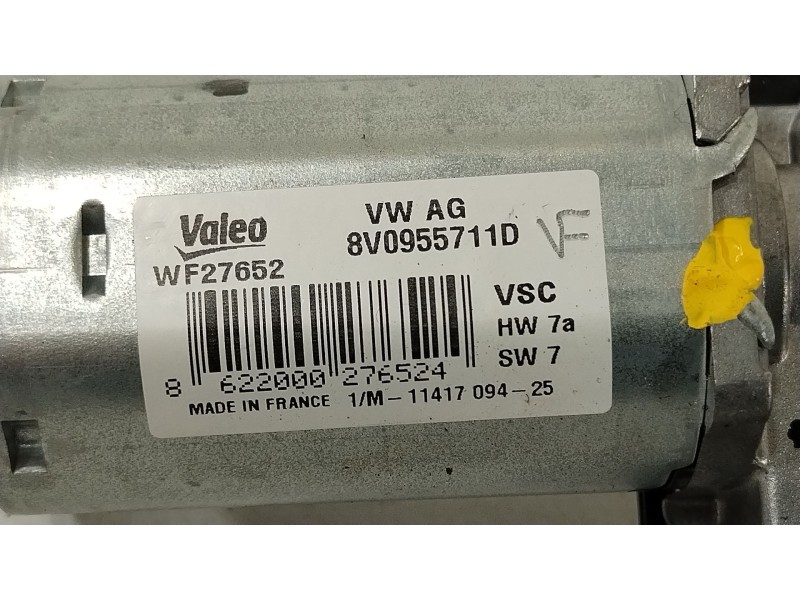 Valeo
VW AG
8V0955711D
VF
WF27652
VSC
HW 7a
SW 7
8 622000 276524
MADE IN FRANCE 1/M-11417 094-25